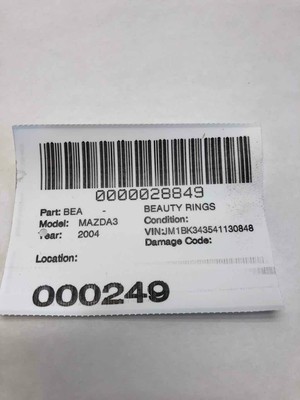 0000028849
Part: BEA - BEAUTY RINGS
Model: MAZDA3 Condition:
Year: 2004 VIN:JM1BK343541130848
Damage Code:
Location:
000249